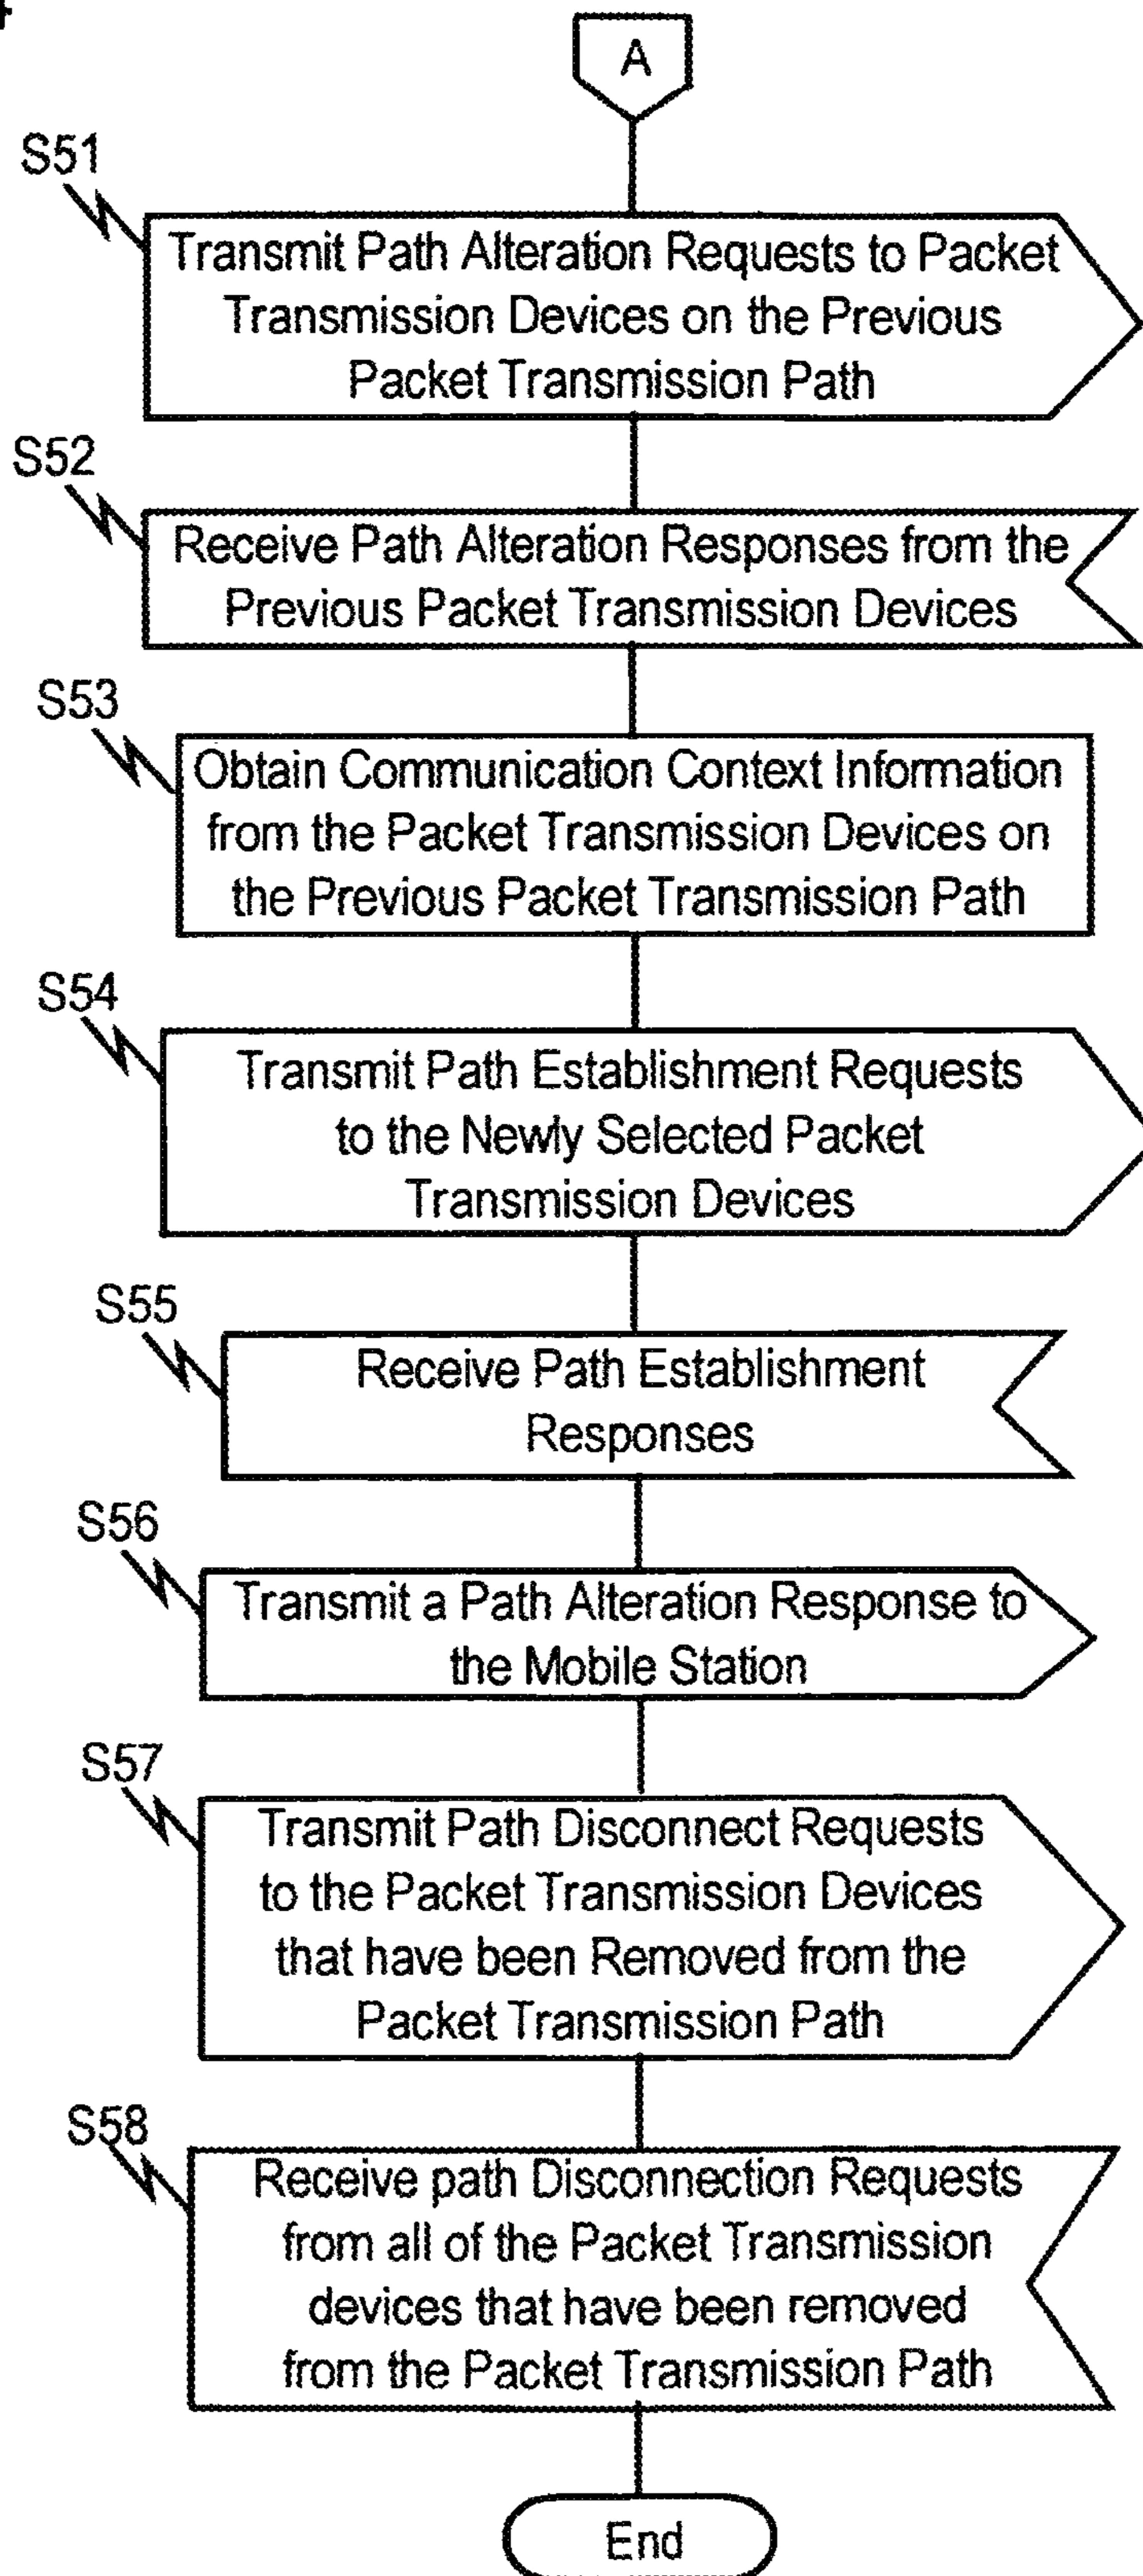 A
S51
Transmit Path Alteration Requests to Packet
Transmission Devices on the Previous
Packet Transmission Path
S52
Receive Path Alteration Responses from the
Previous Packet Transmission Devices
S53
Obtain Communication Context Information
from the Packet Transmission Devices on
the Previous Packet Transmission Path
S54
Transmit Path Establishment Requests
to the Newly Selected Packet
Transmission Devices
S55
Receive Path Establishment
Responses
S56
Transmit a Path Alteration Response to
the Mobile Station
S57
Transmit Path Disconnect Requests
to the Packet Transmission Devices
that have been Removed from the
Packet Transmission Path
S58
Receive path Disconnection Requests
from all of the Packet Transmission
devices that have been removed
from the Packet Transmission Path
End